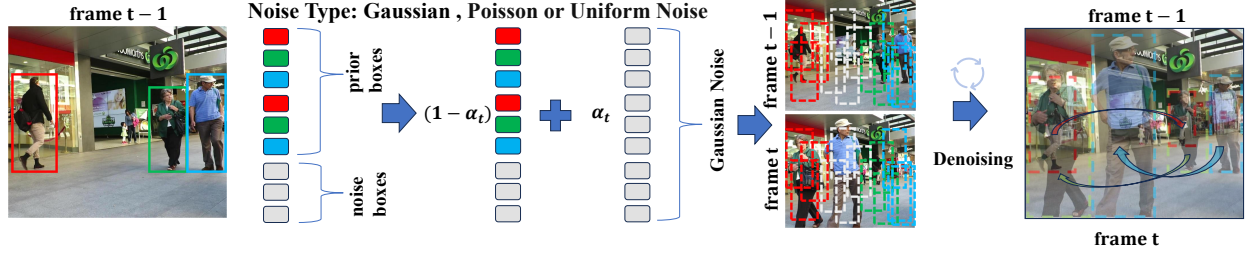 frame t − 1
Noise Type: Gaussian , Poisson or Uniform Noise
prior
boxes
noise
boxes
(1 − αₜ)
αₜ
Gaussian Noise
frame t − 1
frame t
Denoising
frame t − 1
frame t